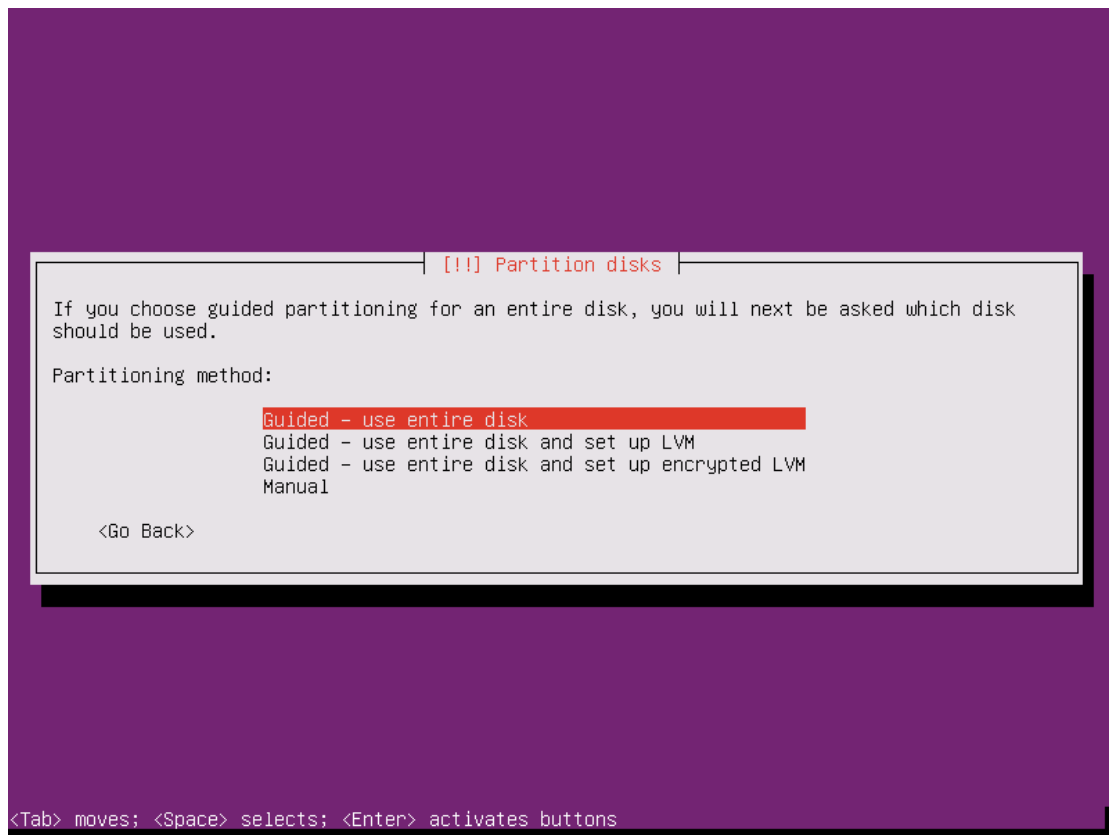 [!!] Partition disks
If you choose guided partitioning for an entire disk, you will next be asked which disk
should be used.
Partitioning method:
Guided – use entire disk
Guided – use entire disk and set up LVM
Guided – use entire disk and set up encrypted LVM
Manual
<Go Back>
<Tab> moves; <Space> selects; <Enter> activates buttons